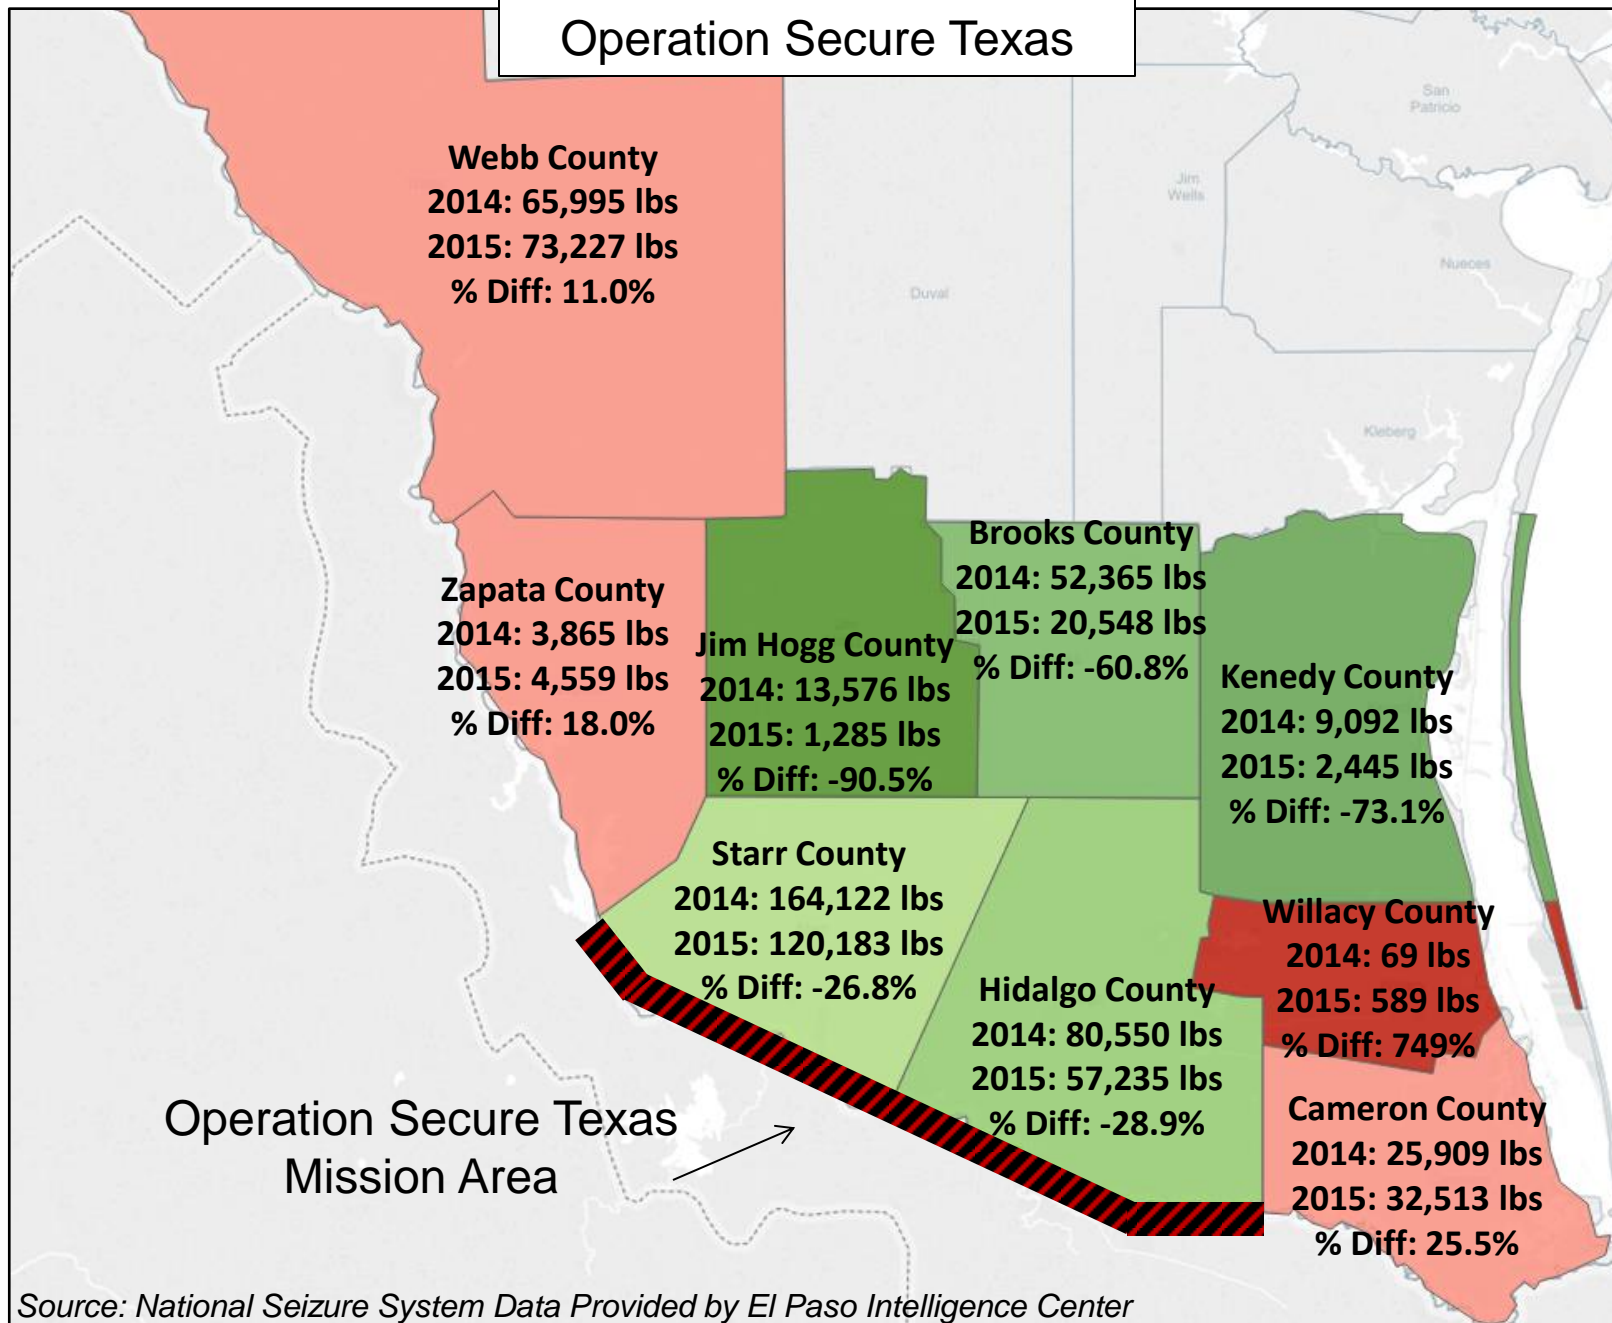 Operation Secure Texas
San
Patricio
Webb County
2014: 65,995 lbs
2015: 73,227 lbs
% Diff: 11.0%
Jim
Wells
Nueces
Duval
Kleberg
Zapata County
2014: 3,865 lbs
2015: 4,559 lbs
% Diff: 18.0%
Jim Hogg County
2014: 13,576 lbs
2015: 1,285 lbs
% Diff: -90.5%
Brooks County
2014: 52,365 lbs
2015: 20,548 lbs
% Diff: -60.8%
Kenedy County
2014: 9,092 lbs
2015: 2,445 lbs
% Diff: -73.1%
Starr County
2014: 164,122 lbs
2015: 120,183 lbs
% Diff: -26.8%
Hidalgo County
2014: 80,550 lbs
2015: 57,235 lbs
% Diff: -28.9%
Willacy County
2014: 69 lbs
2015: 589 lbs
% Diff: 749%
Cameron County
2014: 25,909 lbs
2015: 32,513 lbs
% Diff: 25.5%
Operation Secure Texas
Mission Area
Source: National Seizure System Data Provided by El Paso Intelligence Center